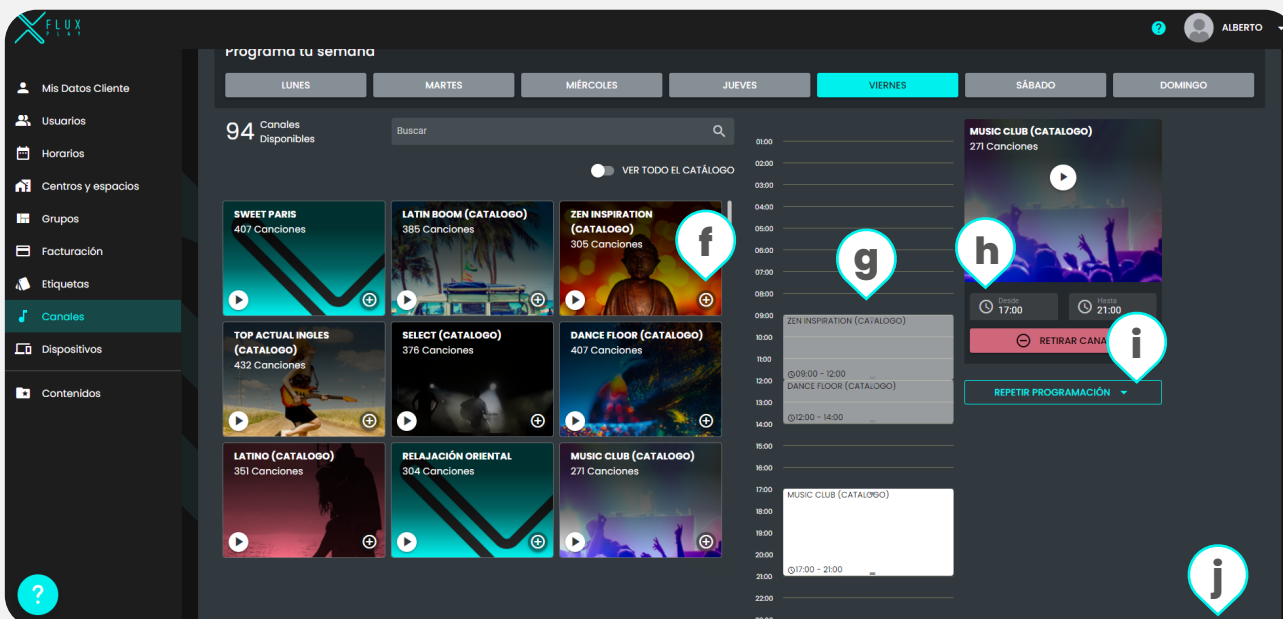 FLUX
PLAY
?
ALBERTO
Mis Datos Cliente
Usuarios
Horarios
Centros y espacios
Grupos
Facturación
Etiquetas
Canales
Dispositivos
Contenidos
?
Programa tu semana
LUNES
MARTES
MIÉRCOLES
JUEVES
VIERNES
SÁBADO
DOMINGO
94 Canales
Disponibles
Buscar
VER TODO EL CATÁLOGO
SWEET PARIS
407 Canciones
LATIN BOOM (CATALOGO)
385 Canciones
ZEN INSPIRATION
(CATALOGO)
305 Canciones
f
TOP ACTUAL INGLES
(CATALOGO)
432 Canciones
SELECT (CATALOGO)
376 Canciones
DANCE FLOOR (CATALOGO)
407 Canciones
LATINO (CATALOGO)
351 Canciones
RELAJACIÓN ORIENTAL
304 Canciones
MUSIC CLUB (CATALOGO)
271 Canciones
01:00
02:00
03:00
04:00
05:00
06:00
07:00
08:00
09:00
10:00
11:00
12:00
13:00
14:00
15:00
16:00
17:00
18:00
19:00
20:00
21:00
22:00
g
ZEN INSPIRATION (CATALOGO)
09:00 - 12:00
DANCE FLOOR (CATALOGO)
12:00 - 14:00
MUSIC CLUB (CATALOGO)
17:00 - 21:00
MUSIC CLUB (CATALOGO)
271 Canciones
h
Desde
17:00
Hasta
21:00
RETIRAR CANA
i
REPETIR PROGRAMACIÓN
j